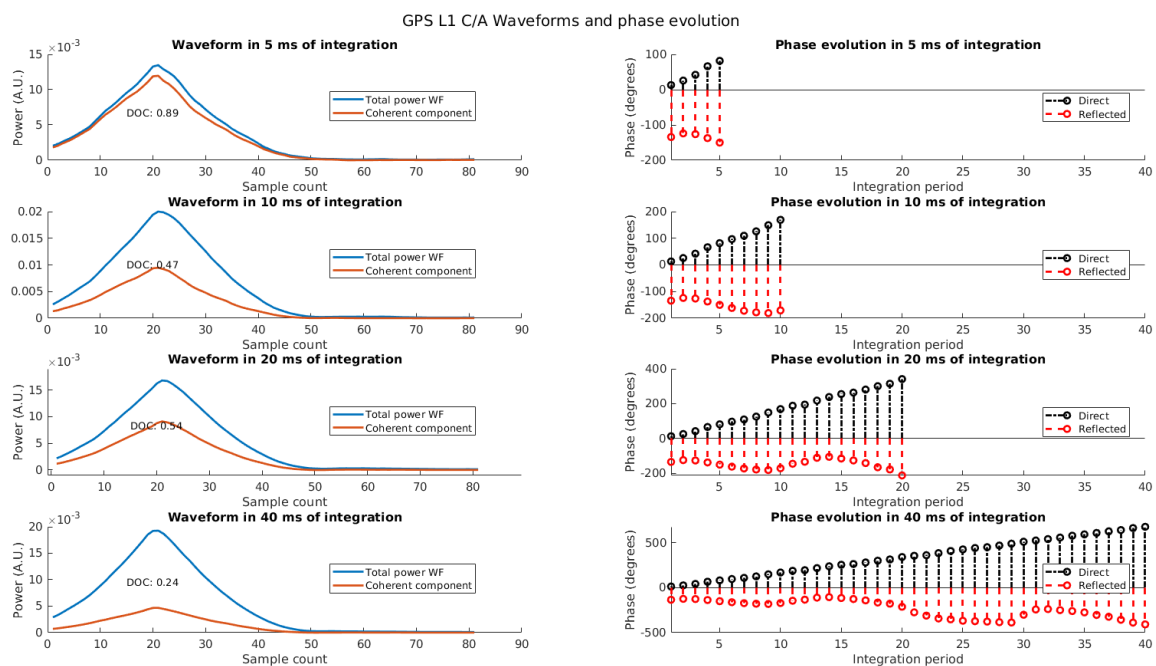 GPS L1 C/A Waveforms and phase evolution
Waveform in 5 ms of integration
×10⁻³
Power (A.U.)
15
10
5
0
DOC: 0.89
Total power WF
Coherent component
0 10 20 30 40 50 60 70 80 90
Sample count
Phase evolution in 5 ms of integration
Phase (degrees)
100
0
-100
-200
Direct
Reflected
5 10 15 20 25 30 35 40
Integration period
Waveform in 10 ms of integration
Power (A.U.)
0.02
0.015
0.01
0.005
0
DOC: 0.47
Total power WF
Coherent component
0 10 20 30 40 50 60 70 80 90
Sample count
Phase evolution in 10 ms of integration
Phase (degrees)
200
100
0
-100
-200
Direct
Reflected
5 10 15 20 25 30 35 40
Integration period
Waveform in 20 ms of integration
×10⁻³
Power (A.U.)
15
10
5
0
DOC: 0.54
Total power WF
Coherent component
0 10 20 30 40 50 60 70 80
Sample count
Phase evolution in 20 ms of integration
Phase (degrees)
400
200
0
-200
Direct
Reflected
5 10 15 20 25 30 35 40
Integration period
Waveform in 40 ms of integration
×10⁻³
Power (A.U.)
20
15
10
5
0
DOC: 0.24
Total power WF
Coherent component
0 10 20 30 40 50 60 70 80 90
Sample count
Phase evolution in 40 ms of integration
Phase (degrees)
500
0
-500
Direct
Reflected
5 10 15 20 25 30 35 40
Integration period